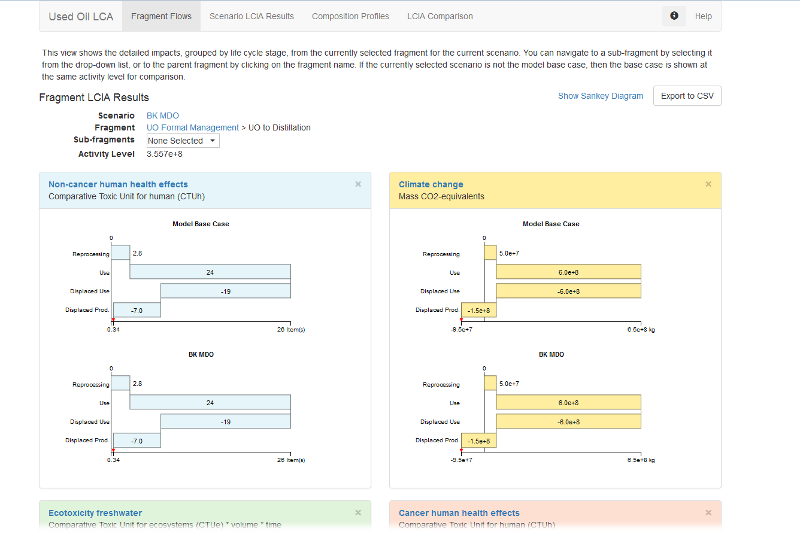 Used Oil LCA Fragment Flows Scenario LCIA Results Composition Profiles LCIA Comparison Help
This view shows the detailed impacts, grouped by life cycle stage, from the currently selected fragment for the current scenario. You can navigate to a sub-fragment by selecting it
from the drop-down list, or to the parent fragment by clicking on the fragment name. If the currently selected scenario is not the model base case, then the base case is shown at
the same activity level for comparison.
Fragment LCIA Results
Show Sankey Diagram Export to CSV
Scenario BK MDO
Fragment UO Formal Management > UO to Distillation
Sub-fragments None Selected
Activity Level 3.557e+8
Non-cancer human health effects
Comparative Toxic Unit for human (CTUh)
Model Base Case
0
Reprocessing 2.8
Use 24
Displaced Use -19
Displaced Prod. -7.0
0.34 26 Item(s)
BK MDO
0
Reprocessing 2.8
Use 24
Displaced Use -19
Displaced Prod. -7.0
0.34 26 Item(s)
Climate change
Mass CO2-equivalents
Model Base Case
0
Reprocessing 5.0e+7
Use 6.0e+8
Displaced Use -6.0e+8
Displaced Prod. -1.5e+8
-9.5e+7 6.5e+8 kg
BK MDO
0
Reprocessing 5.0e+7
Use 6.0e+8
Displaced Use -6.0e+8
Displaced Prod. -1.5e+8
-9.5e+7 6.5e+8 kg
Ecotoxicity freshwater
Comparative Toxic Unit for ecosystems (CTUe) * volume * time
Cancer human health effects
Comparative Toxic Unit for human (CTUh)